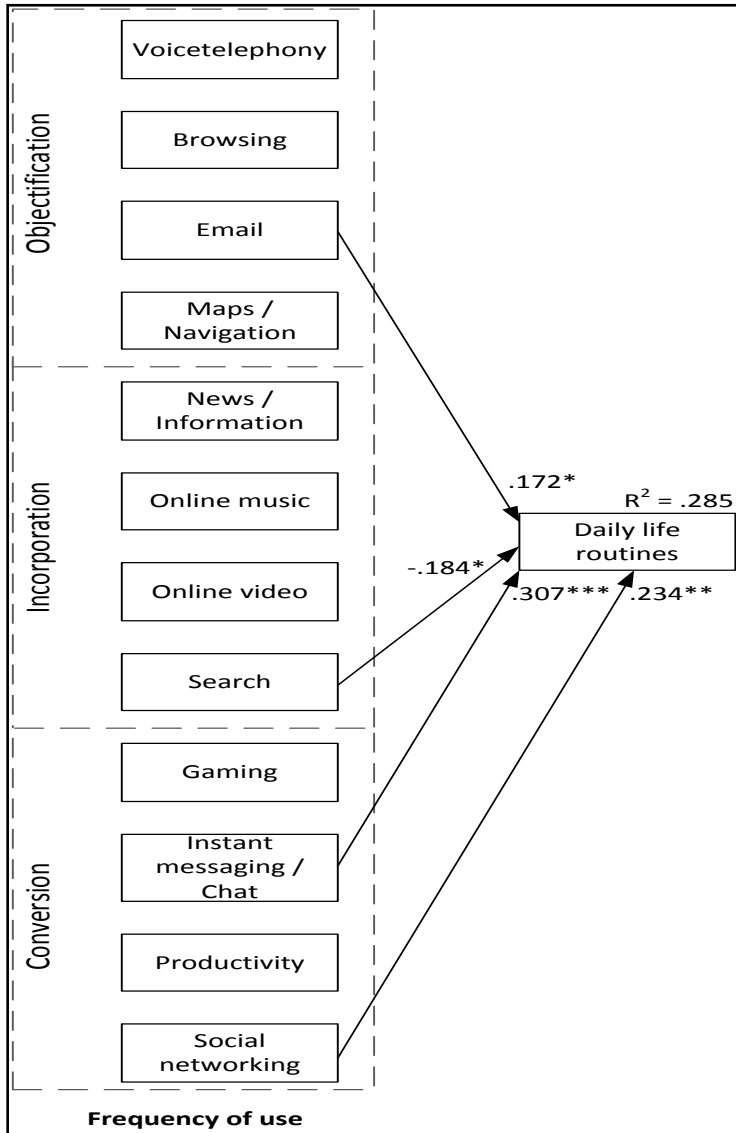 Objectification
Voicetelephony
Browsing
Email
Maps /
Navigation
Incorporation
News /
Information
Online music
Online video
Search
Conversion
Gaming
Instant
messaging /
Chat
Productivity
Social
networking
Frequency of use
.172*
-.184*
.307***
.234**
R² = .285
Daily life
routines